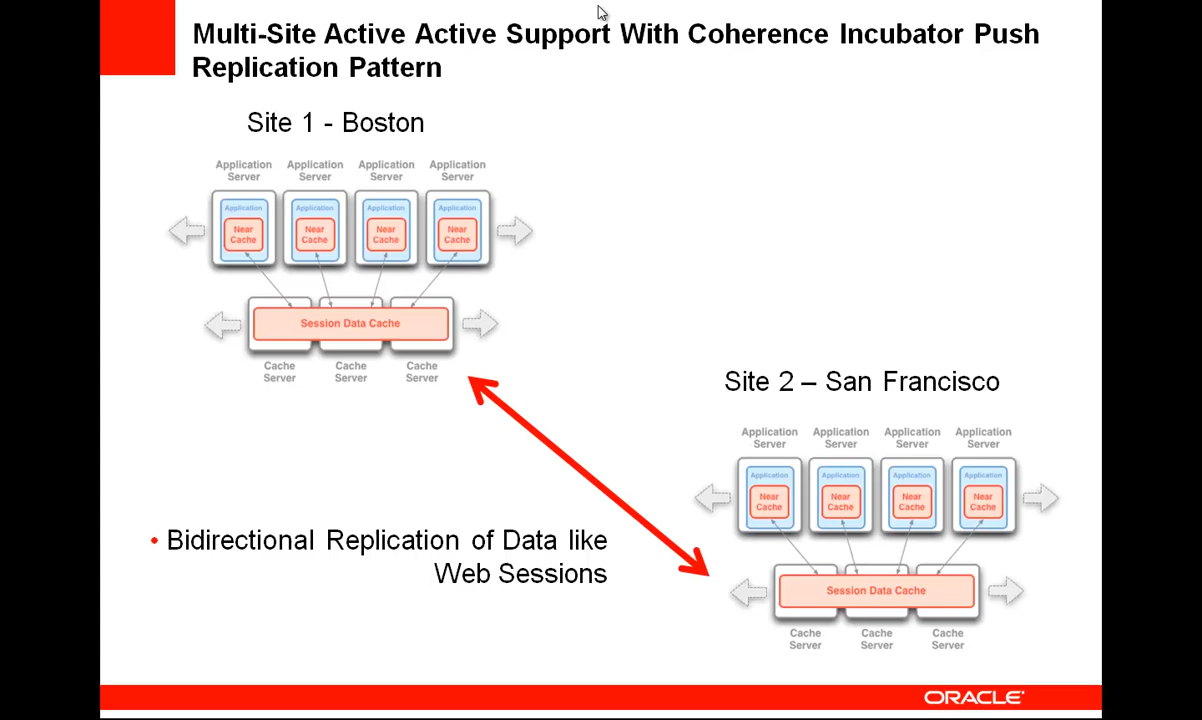 Multi-Site Active Active Support With Coherence Incubator Push
Replication Pattern
Site 1 - Boston
Application Server
Application Server
Application Server
Application Server
Application
Application
Application
Application
Near Cache
Near Cache
Near Cache
Near Cache
Session Data Cache
Cache Server
Cache Server
Cache Server
Site 2 – San Francisco
Application Server
Application Server
Application Server
Application Server
Application
Application
Application
Application
Near Cache
Near Cache
Near Cache
Near Cache
Session Data Cache
Cache Server
Cache Server
Cache Server
• Bidirectional Replication of Data like
Web Sessions
ORACLE